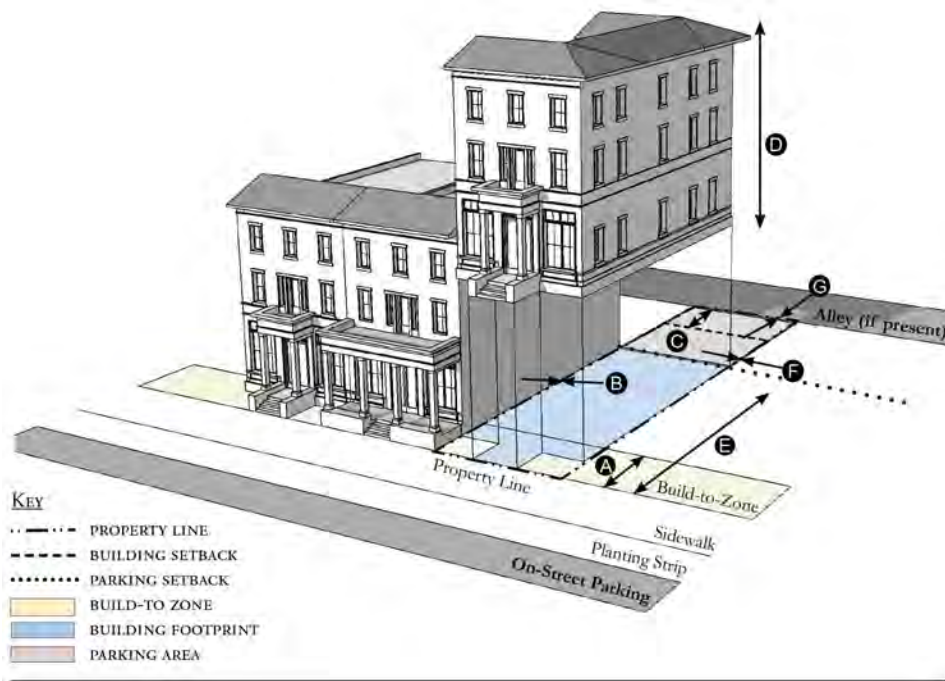 D
G
Alley (if present)
C
F
B
E
A
Property Line
Build-to-Zone
Sidewalk
Planting Strip
On-Street Parking
KEY
PROPERTY LINE
BUILDING SETBACK
PARKING SETBACK
BUILD-TO ZONE
BUILDING FOOTPRINT
PARKING AREA